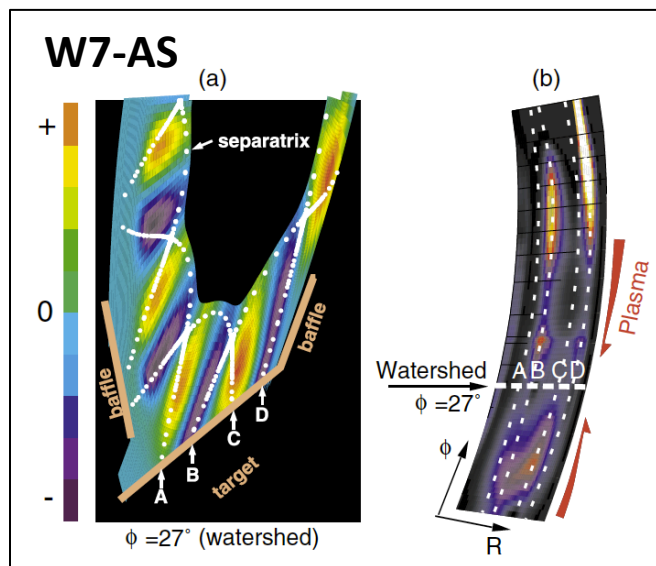 W7-AS
(a)
(b)
+
0
-
separatrix
baffle
baffle
target
A
B
C
D
ϕ =27° (watershed)
Plasma
Watershed
ϕ =27°
A B C D
ϕ
R